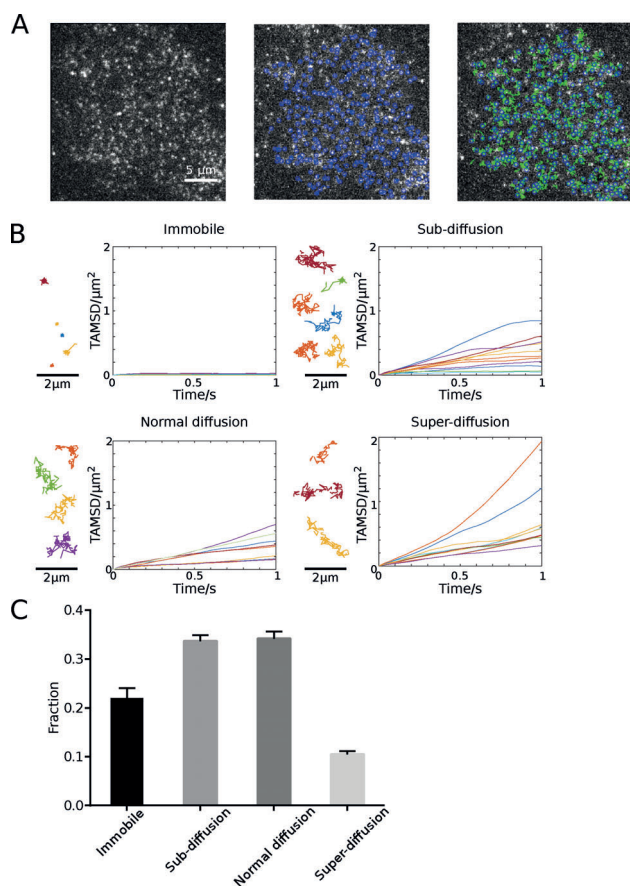 A
5 µm
B
Immobile
TAMSD/µm²
2
1
0
0
0.5
1
Time/s
2µm
Sub-diffusion
TAMSD/µm²
2
1
0
0
0.5
1
Time/s
2µm
Normal diffusion
TAMSD/µm²
2
1
0
0
0.5
1
Time/s
2µm
Super-diffusion
TAMSD/µm²
2
1
0
0
0.5
1
Time/s
2µm
C
Fraction
0.4
0.3
0.2
0.1
0.0
Immobile
Sub-diffusion
Normal diffusion
Super-diffusion